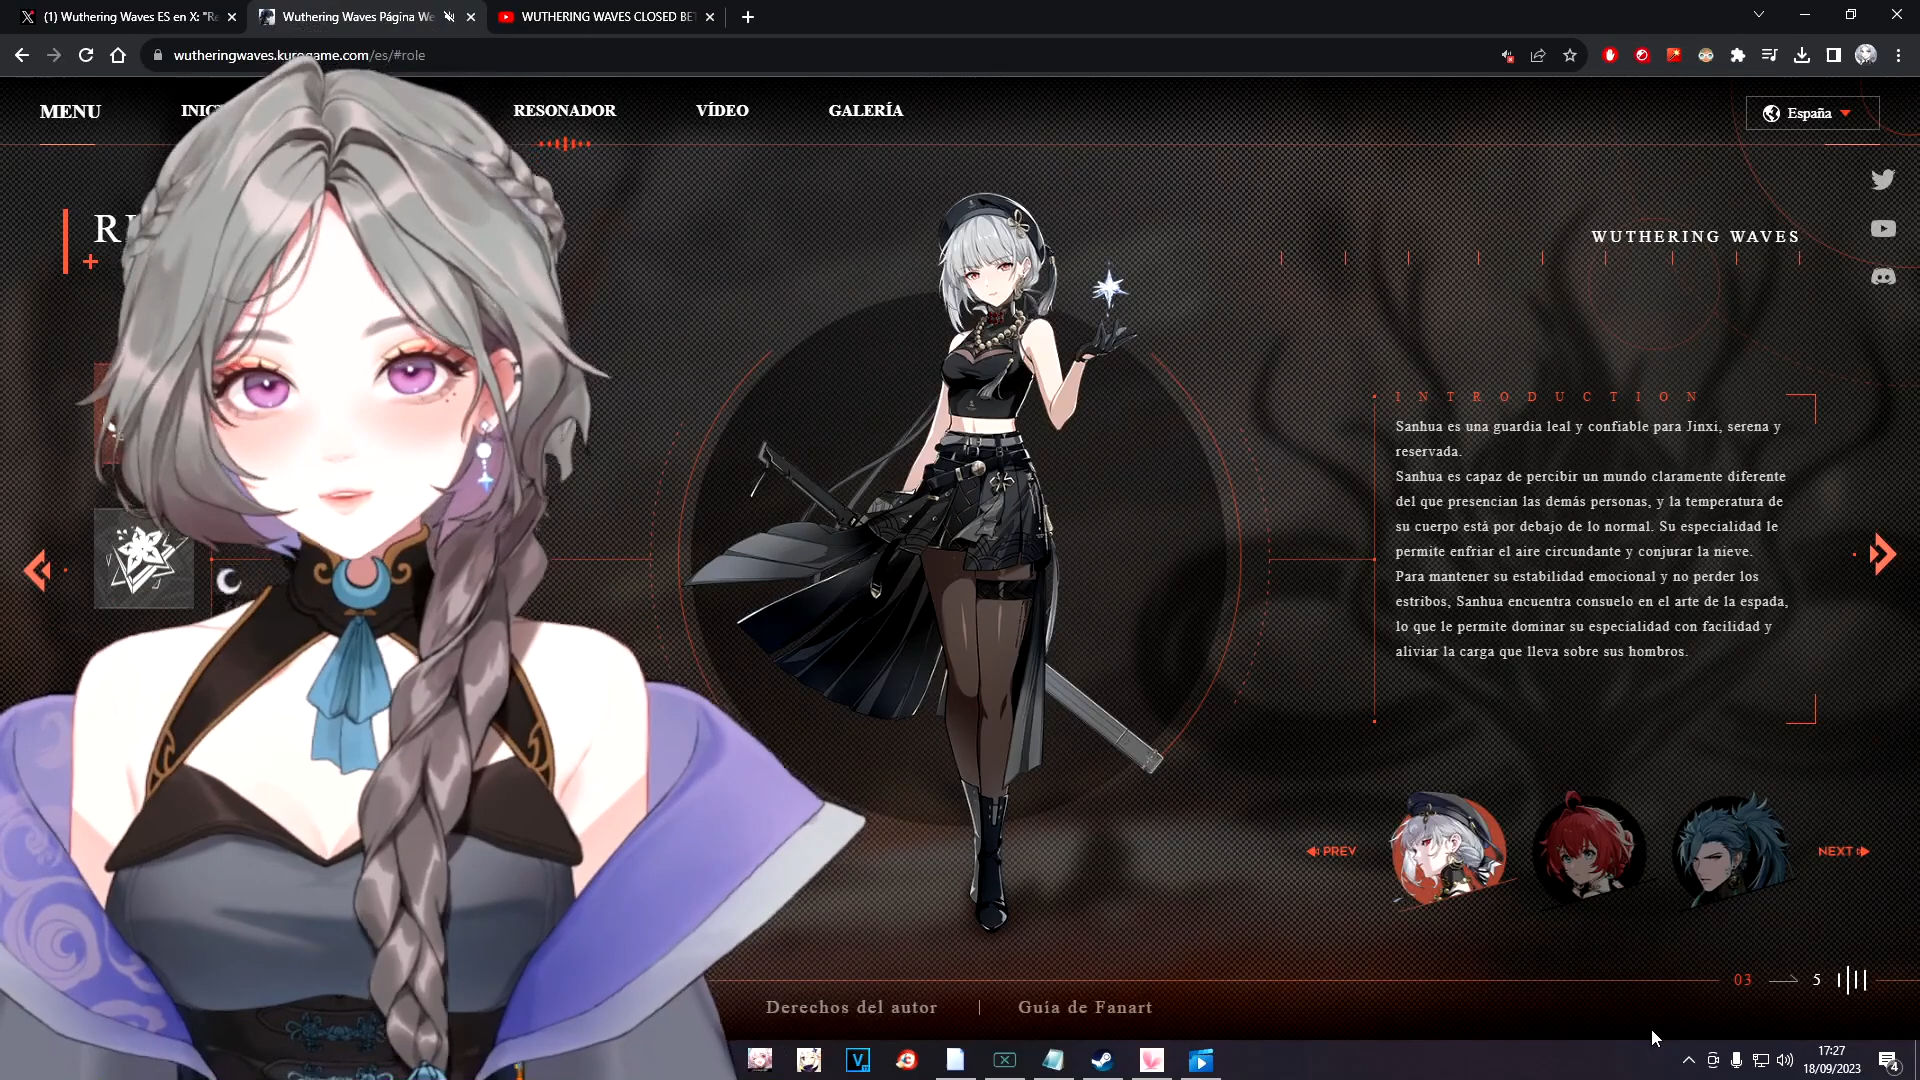 (1) Wuthering Waves ES en X: "Re
Wuthering Waves Página We
WUTHERING WAVES CLOSED BET
wutheringwaves.kurogame.com/es/#role
MENU
RESONADOR
VÍDEO
GALERÍA
España
WUTHERING WAVES
INTRODUCTION
Sanhua es una guardia leal y confiable para Jinxi, serena y
reservada.
Sanhua es capaz de percibir un mundo claramente diferente
del que presencian las demás personas, y la temperatura de
su cuerpo está por debajo de lo normal. Su especialidad le
permite enfriar el aire circundante y conjurar la nieve.
Para mantener su estabilidad emocional y no perder los
estribos, Sanhua encuentra consuelo en el arte de la espada,
lo que le permite dominar su especialidad con facilidad y
aliviar la carga que lleva sobre sus hombros.
PREV
NEXT
03
5
Derechos del autor | Guía de Fanart
17:27
18/09/2023
4